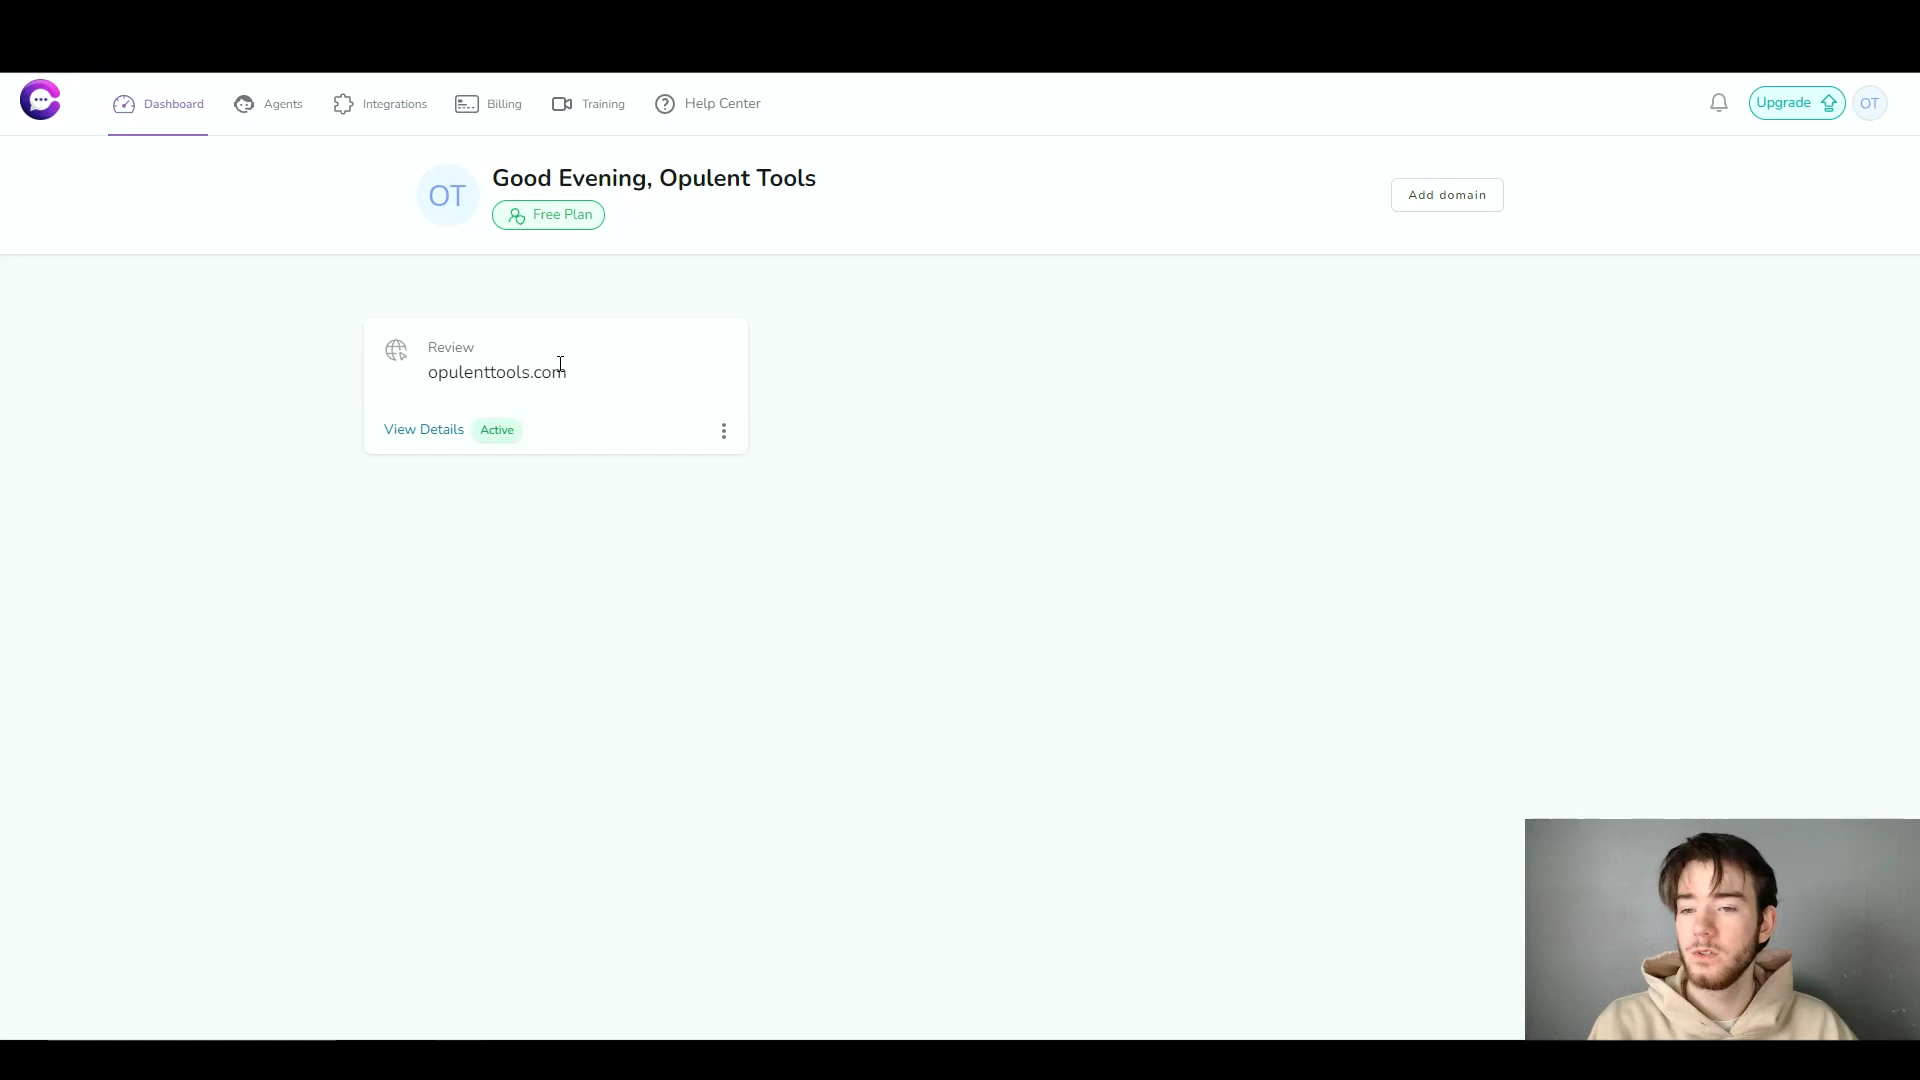 Dashboard
Agents
Integrations
Billing
Training
Help Center
Upgrade
OT
OT
Good Evening, Opulent Tools
Free Plan
Add domain
Review
opulenttools.com
View Details
Active